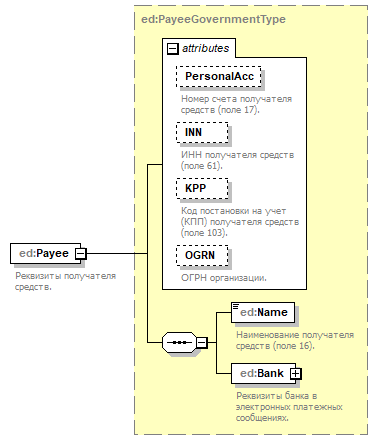 ed:PayeeGovernmentType
attributes
PersonalAcc
Номер счета получателя
средств (поле 17).
INN
ИНН получателя средств
(поле 61).
KPP
Код постановки на учет
(КПП) получателя средств
(поле 103).
OGRN
ОГРН организации.
ed:Payee
Реквизиты получателя
средств.
ed:Name
Наименование получателя
средств (поле 16).
ed:Bank
Реквизиты банка в
электронных платежных
сообщениях.